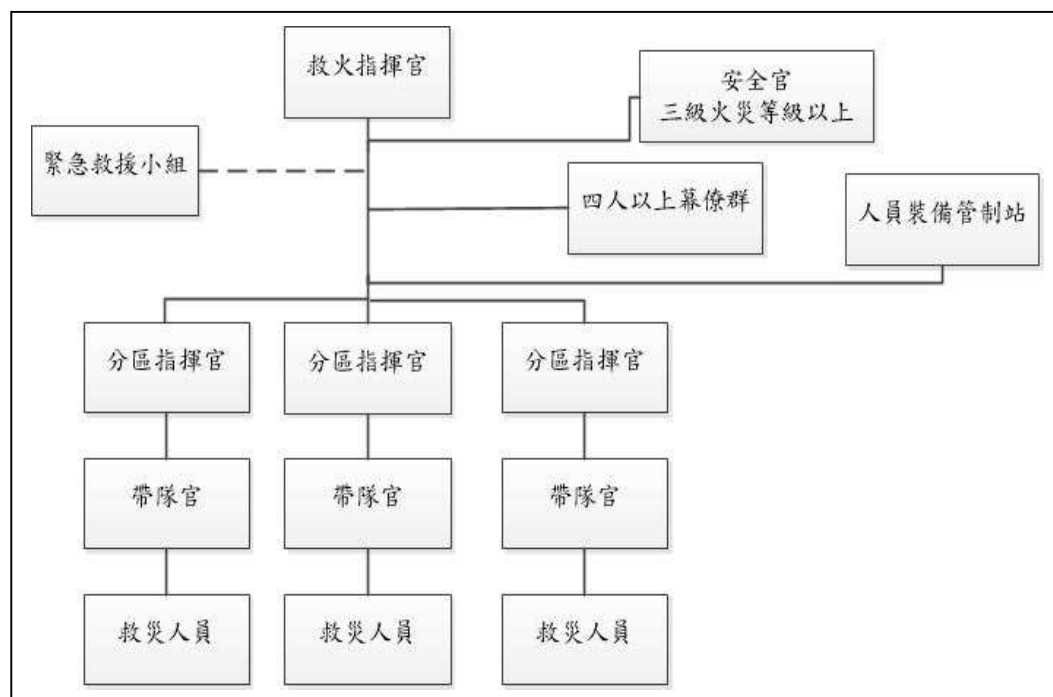 救火指揮官
安全官
三級火災等級以上
緊急救援小組
四人以上幕僚群
人員裝備管制站
分區指揮官
分區指揮官
分區指揮官
帶隊官
帶隊官
帶隊官
救災人員
救災人員
救災人員